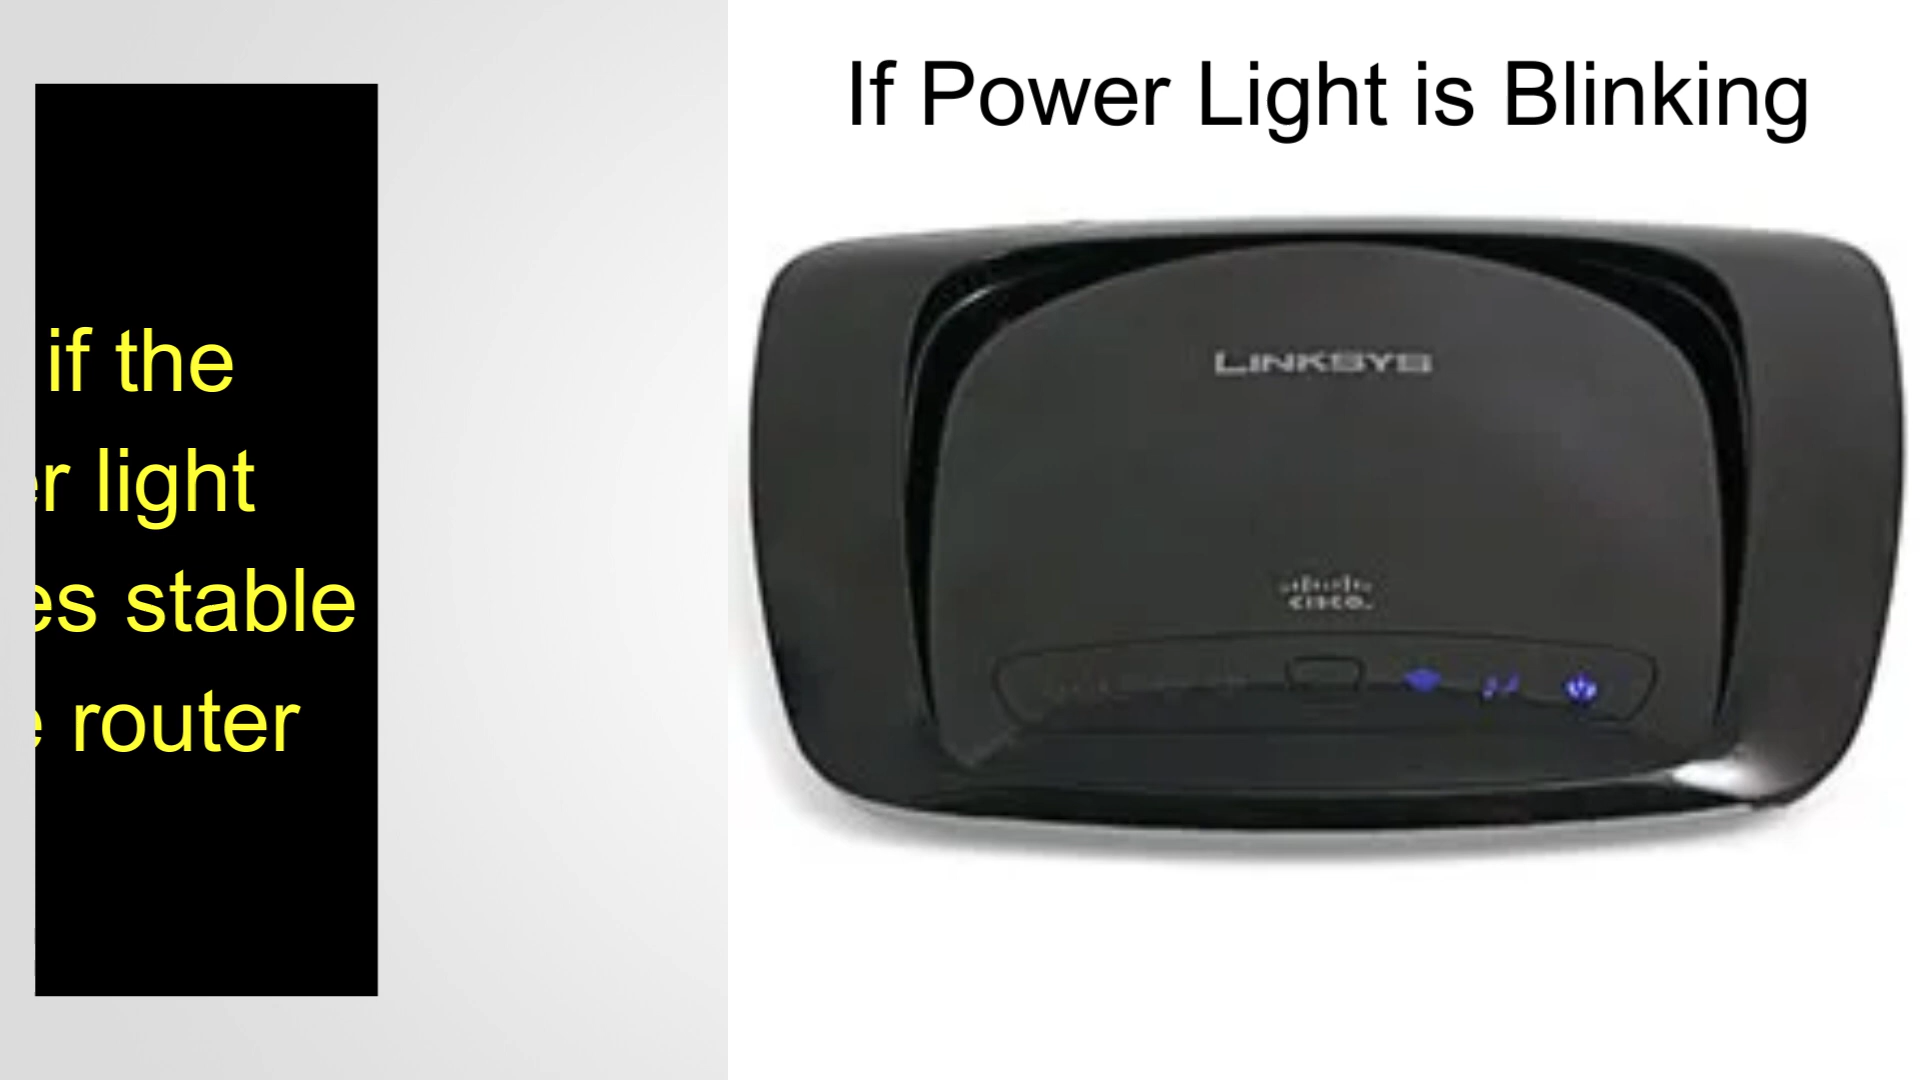 if the
r light
es stable
router
If Power Light is Blinking
LINKSYS
CISCO